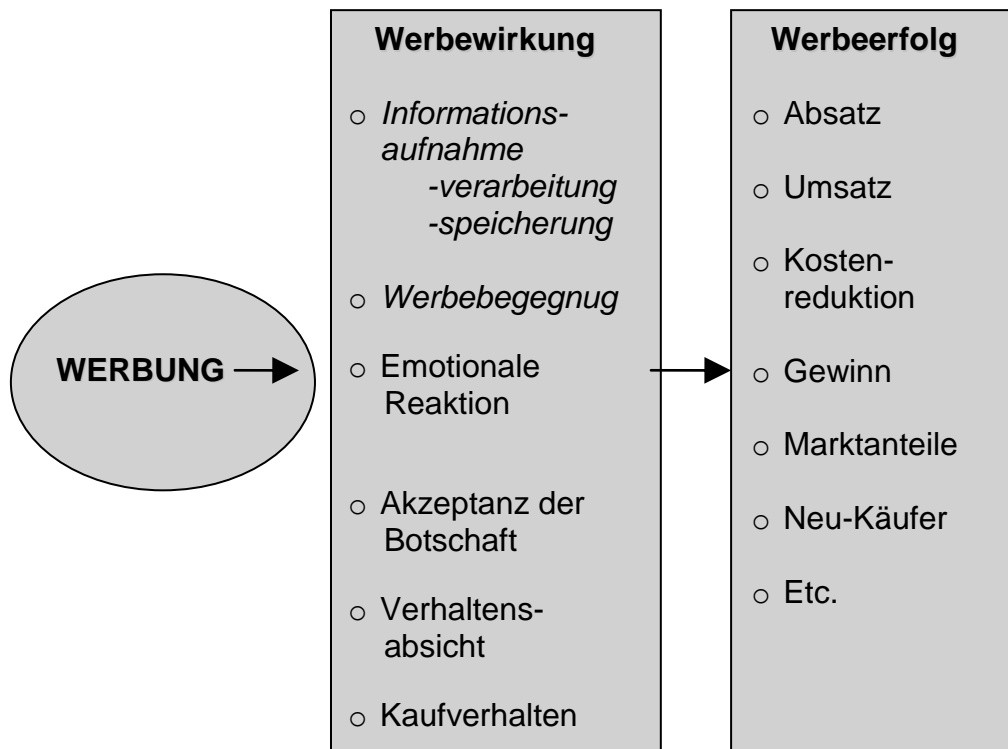 WERBUNG
Werbewirkung
○ Informations-
aufnahme
-verarbeitung
-speicherung
○ Werbebegegnug
○ Emotionale
Reaktion
○ Akzeptanz der
Botschaft
○ Verhaltens-
absicht
○ Kaufverhalten
Werbeerfolg
○ Absatz
○ Umsatz
○ Kosten-
reduktion
○ Gewinn
○ Marktanteile
○ Neu-Käufer
○ Etc.